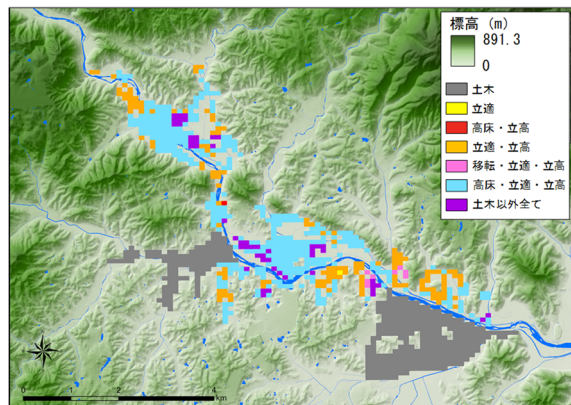 標高 (m)
891.3
0
土木
立適
高床・立高
立適・立高
移転・立適・立高
高床・立適・立高
土木以外全て
0 1 2 4
km